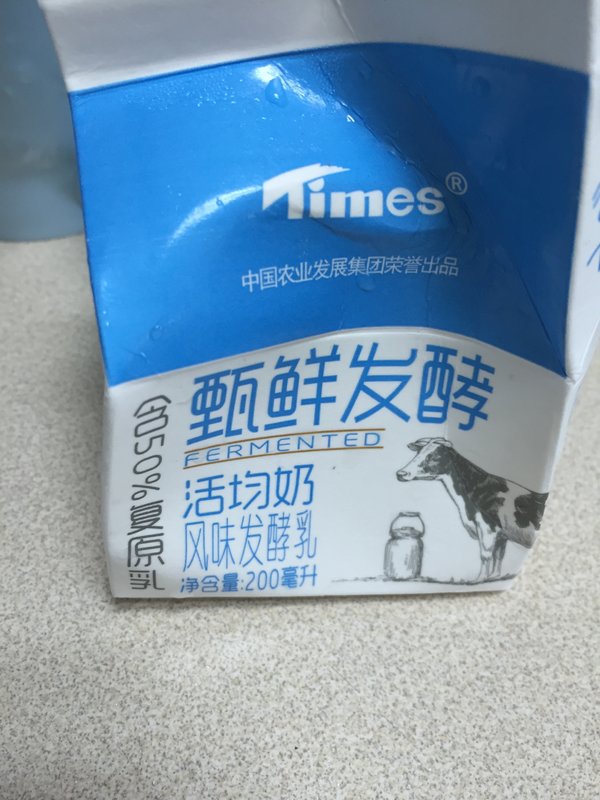 Times®
中国农业发展集团荣誉出品
甄鲜发酵
FERMENTED
活均奶
风味发酵乳
净含量:200毫升
含50%复原乳